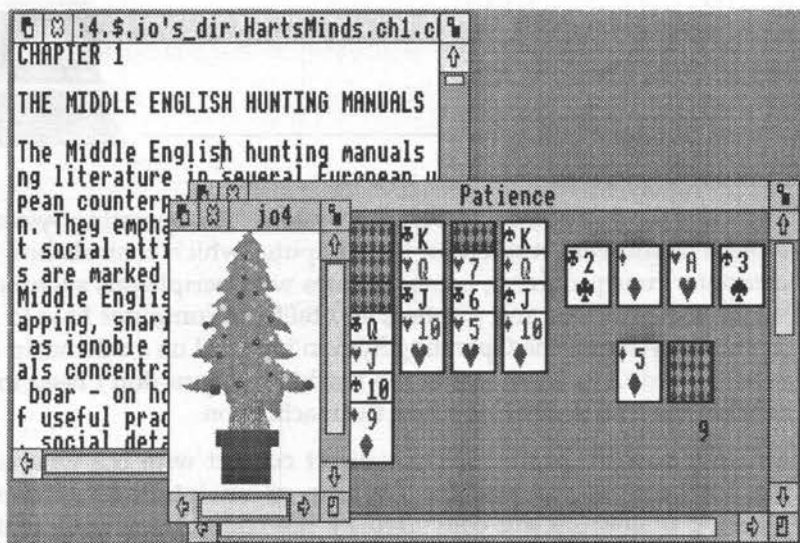 :4.$.jo's_dir.HartsMinds.ch1.c
CHAPTER 1
THE MIDDLE ENGLISH HUNTING MANUALS
The Middle English hunting manuals
ng literature in several European
pean counterpa
n. They empha
t social atti
s are marked
Middle Englis
apping, snar
as ignoble
als concentra
boar - on ho
f useful prac
, social deta
jo4
Patience
K
Q
J
10
7
6
5
K
Q
J
10
Q
J
10
9
2
A
3
5
9